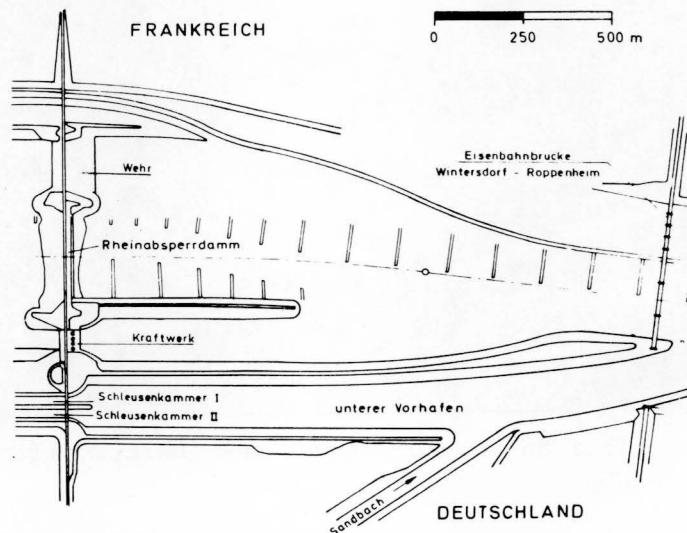 FRANKREICH
0 250 500 m
Wehr
Eisenbahnbrucke
Wintersdorf - Roppenheim
Rheinabsperrdamm
Kraftwerk
Schleusenkammer I
Schleusenkammer II
unterer Vorhafen
Sandbach
DEUTSCHLAND